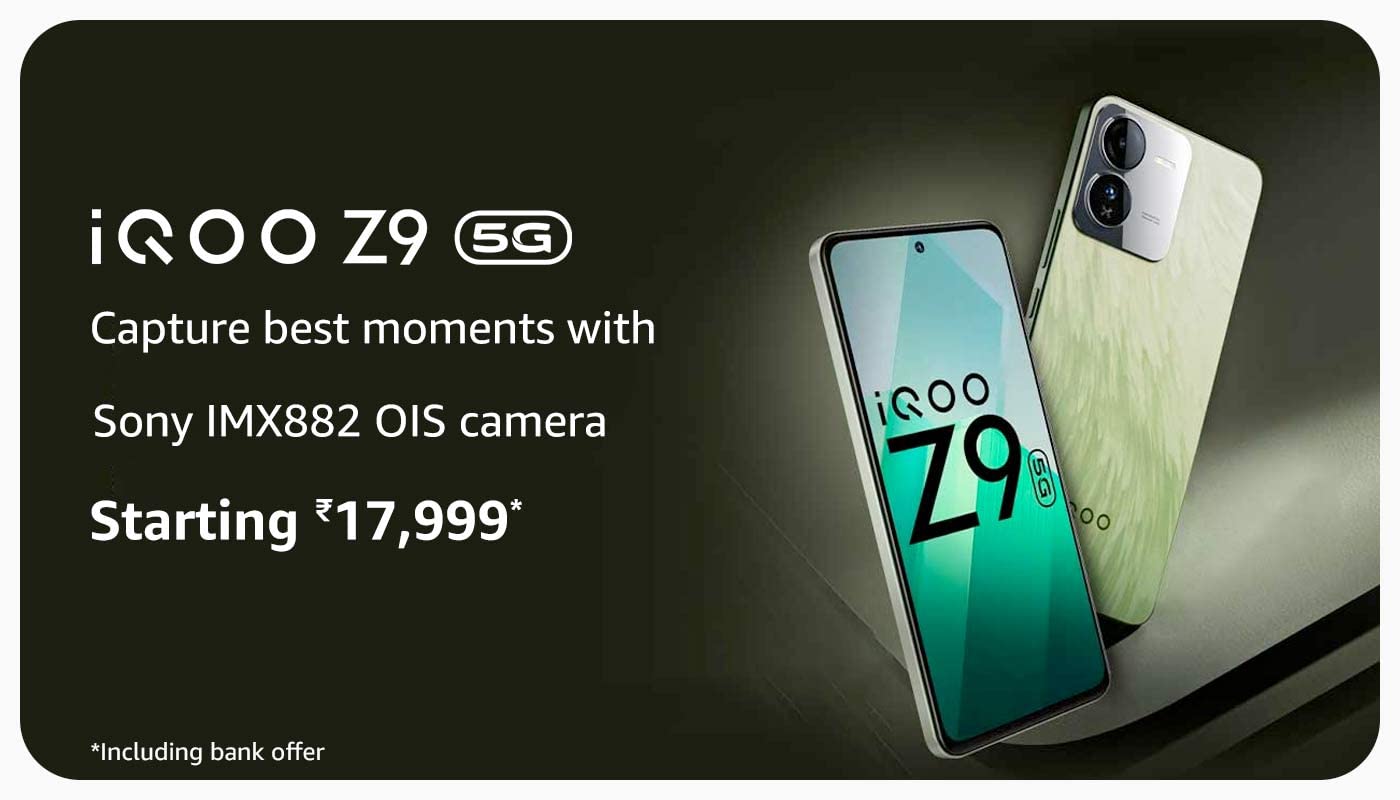 iQOO Z9 5G
Capture best moments with
Sony IMX882 OIS camera
Starting ₹17,999*
*Including bank offer
iQOO
Z9
5G
QOO